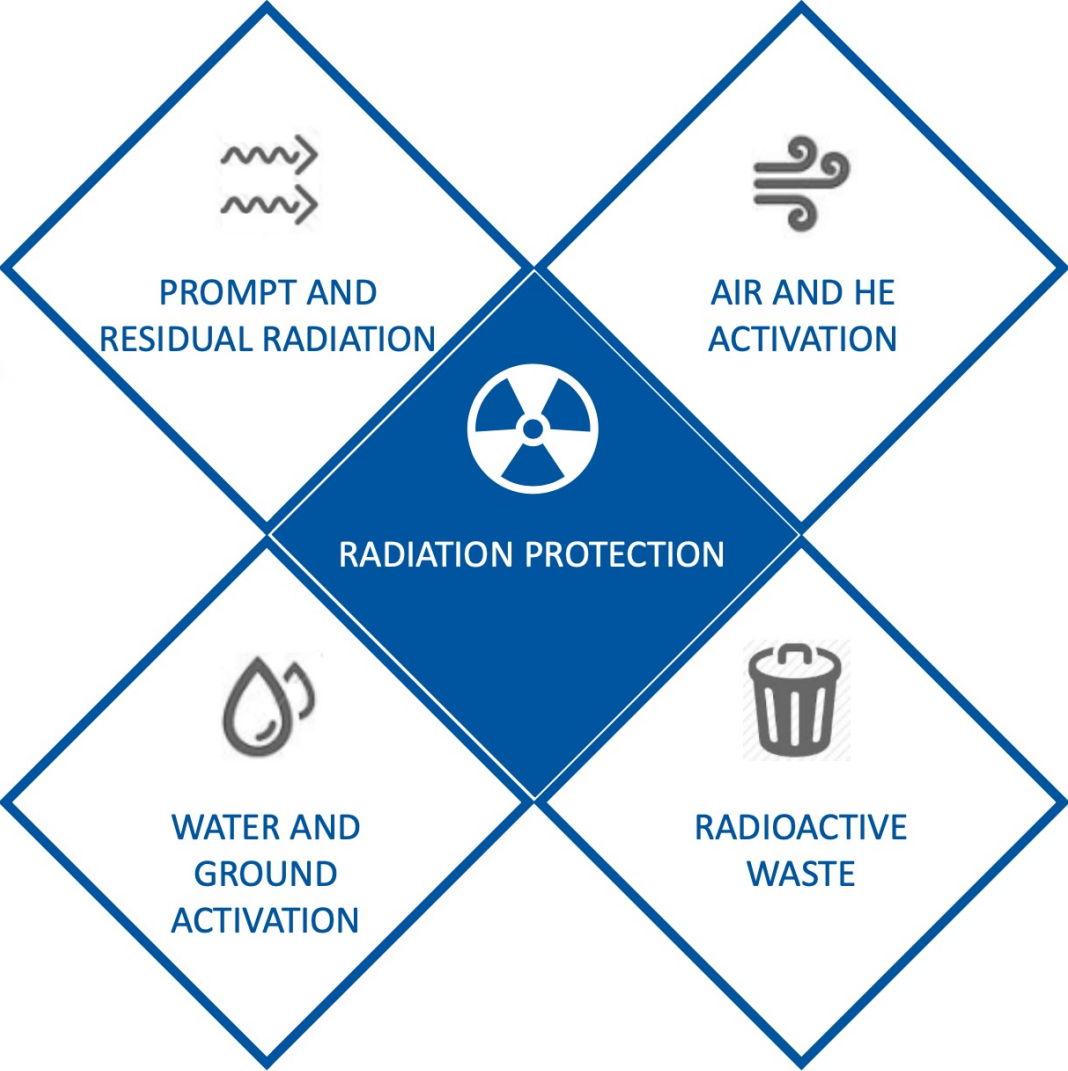 PROMPT AND
RESIDUAL RADIATION
AIR AND HE
ACTIVATION
RADIATION PROTECTION
WATER AND
GROUND
ACTIVATION
RADIOACTIVE
WASTE